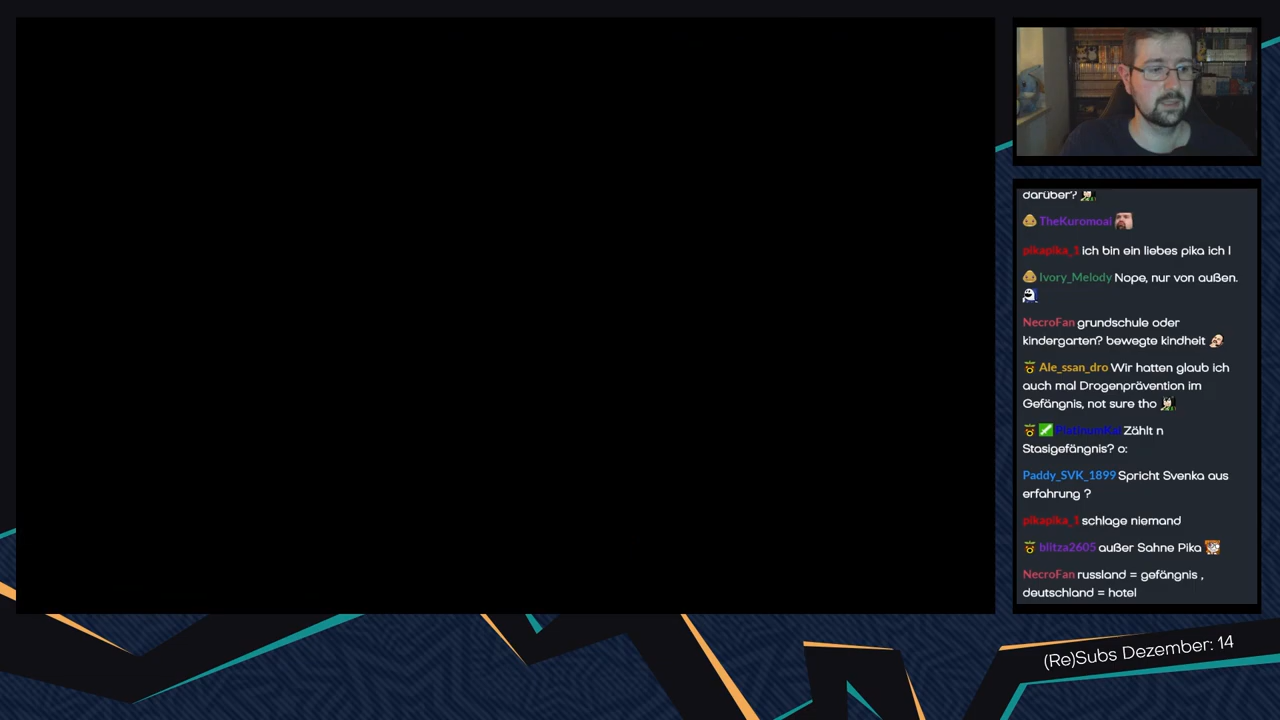 darüber?
TheKuromoai
pikapika_1 ich bin ein liebes pika ich l
Ivory_Melody Nope, nur von außen.
NecroFan grundschule oder
kindergarten? bewegte kindheit
Ale_ssan_dro Wir hatten glaub ich
auch mal Drogenprävention im
Gefängnis, not sure tho
PlatinumKai Zählt n
Stasigefängnis? o:
Paddy_SVK_1899 Spricht Svenka aus
erfahrung ?
pikapika_1 schlage niemand
blitza2605 außer Sahne Pika
NecroFan russland = gefängnis ,
deutschland = hotel
(Re)Subs Dezember: 14